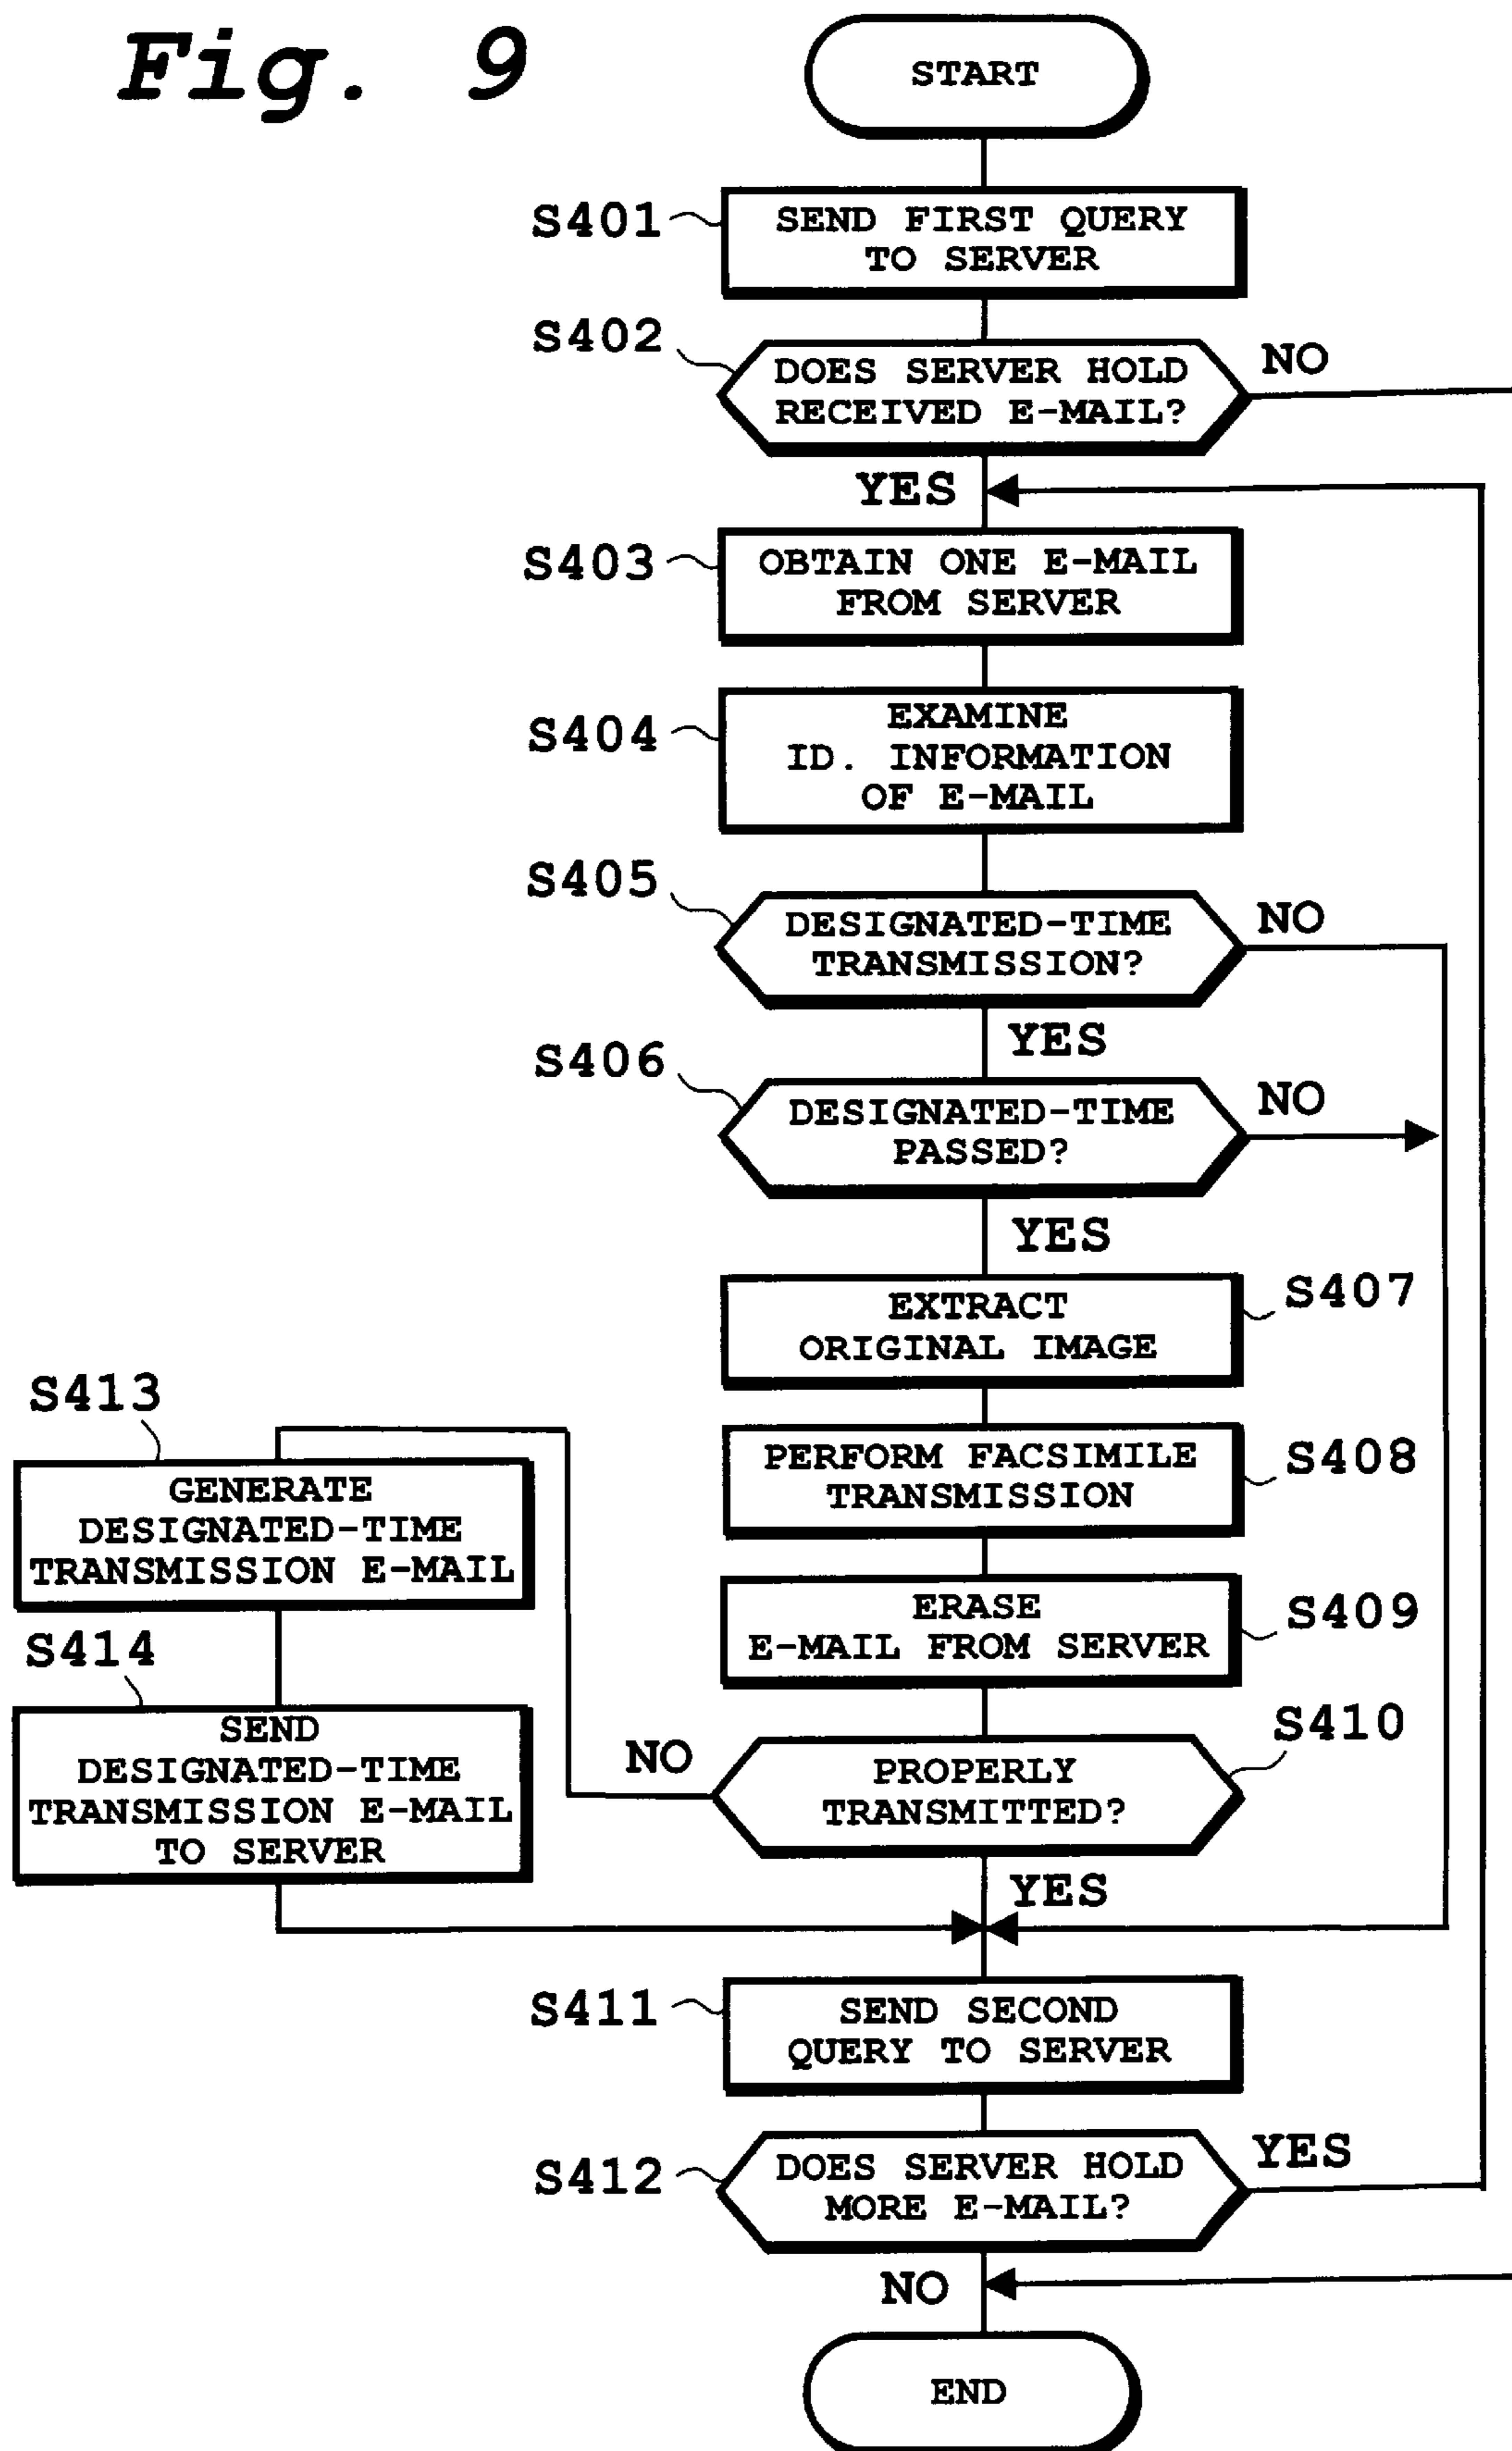 Fig. 9
START
S401
SEND FIRST QUERY
TO SERVER
S402
DOES SERVER HOLD
RECEIVED E-MAIL?
NO
YES
S403
OBTAIN ONE E-MAIL
FROM SERVER
S404
EXAMINE
ID. INFORMATION
OF E-MAIL
S405
DESIGNATED-TIME
TRANSMISSION?
NO
YES
S406
DESIGNATED-TIME
PASSED?
NO
YES
EXTRACT
ORIGINAL IMAGE
S407
PERFORM FACSIMILE
TRANSMISSION
S408
ERASE
E-MAIL FROM SERVER
S409
PROPERLY
TRANSMITTED?
S410
NO
YES
S413
GENERATE
DESIGNATED-TIME
TRANSMISSION E-MAIL
S414
SEND
DESIGNATED-TIME
TRANSMISSION E-MAIL
TO SERVER
S411
SEND SECOND
QUERY TO SERVER
S412
DOES SERVER HOLD
MORE E-MAIL?
YES
NO
END